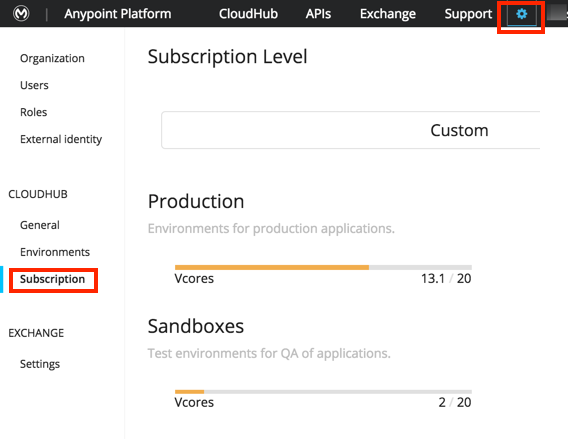 Anypoint Platform CloudHub APIs Exchange Support
Organization
Users
Roles
External identity
CLOUDHUB
General
Environments
Subscription
EXCHANGE
Settings
Subscription Level
Custom
Production
Environments for production applications.
Vcores 13.1 / 20
Sandboxes
Test environments for QA of applications.
Vcores 2 / 20